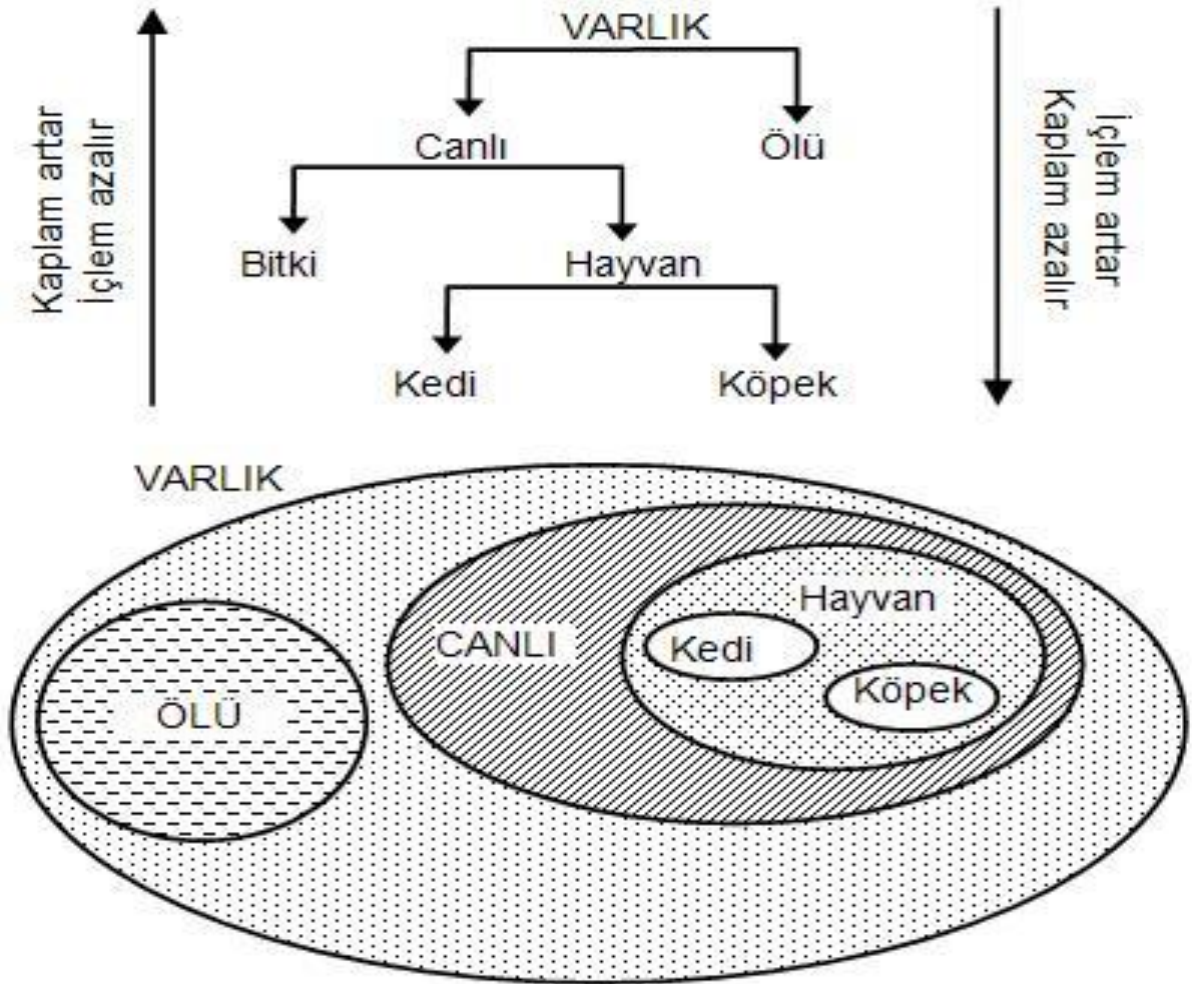 VARLIK
Canlı Ölü
Bitki Hayvan
Kedi Köpek
Kaplam artar
İçlem azalır
İçlem artar
Kaplam azalır
VARLIK
Hayvan
CANLI Kedi
Köpek
ÖLÜ